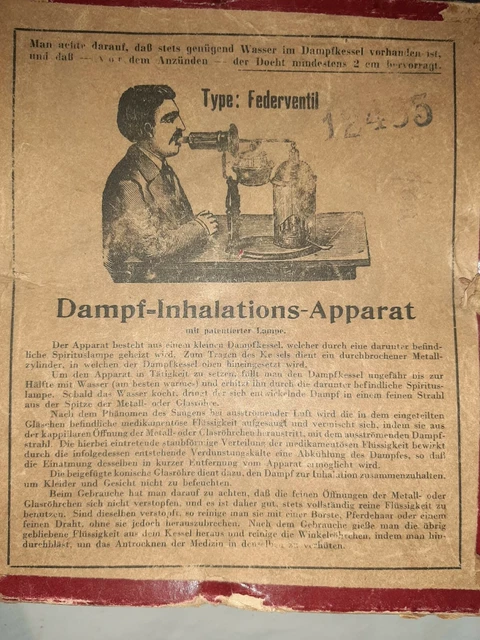 Man achte darauf, daß stets genügend Wasser im Dampfkessel vorhanden ist,
und daß — vor dem Anzünden — der Docht mindestens 2 cm hervorragt.
Type: Federventil
Dampf-Inhalations-Apparat
mit patentierter Lampe.
Der Apparat besteht aus einem kleinen Dampfkessel, welcher durch eine darunter befind-
liche Spirituslampe geheizt wird. Zum Tragen des Kessels dient ein durchbrochener Metall-
zylinder, in welchen der Dampfkessel oben hineingesetzt wird.
Um den Apparat in Tätigkeit zu setzen, füllt man den Dampfkessel ungefähr bis zur
Hälfte mit Wasser (am besten warmes) und erhitzt ihn durch die darunter befindliche Spiritus-
lampe. Sobald das Wasser kocht, dringt der sich entwickelnde Dampf in einem feinen Strahl
aus der Spitze der Metall- oder Glasröhre.
Nach dem Phänomen des Saugens bei ausströmender Luft wird die in dem eingeteilten
Gläschen befindliche medikamentöse Flüssigkeit aufgesaugt und vermischt sich, indem sie aus
der kapillaren Öffnung der Metall- oder Glasröhrchen ausströmt, mit dem ausströmenden Dampf-
strahl. Die hierbei eintretende staubförmige Verteilung der medikamentösen Flüssigkeit bewirkt
durch die infolgedessen entstehende Verdunstungskälte eine Abkühlung des Dampfes, so daß
die Einatmung desselben in kurzer Entfernung vom Apparat ermöglicht wird.
Die beigefügte konische Glasröhre dient dazu, den Dampf zur Inhalation zusammenzuhalten,
um Kleider und Gesicht nicht zu befeuchten.
Beim Gebrauche hat man darauf zu achten, daß die feinen Öffnungen der Metall- oder
Glasröhrchen sich nicht verstopfen, und es ist daher gut, stets vollständig reine Flüssigkeit zu
benutzen. Sind dieselben verstopft, so reinige man sie mit einer Borste, Pferdehaar oder einem
feinen Draht, ohne sie jedoch herauszubrechen. Nach dem Gebrauche gieße man die übrig
gebliebene Flüssigkeit aus dem Kessel heraus und reinige die Winkelröhrchen, indem man hin-
durchbläst, um das Antrocknen der Medizin in denselben zu verhüten.